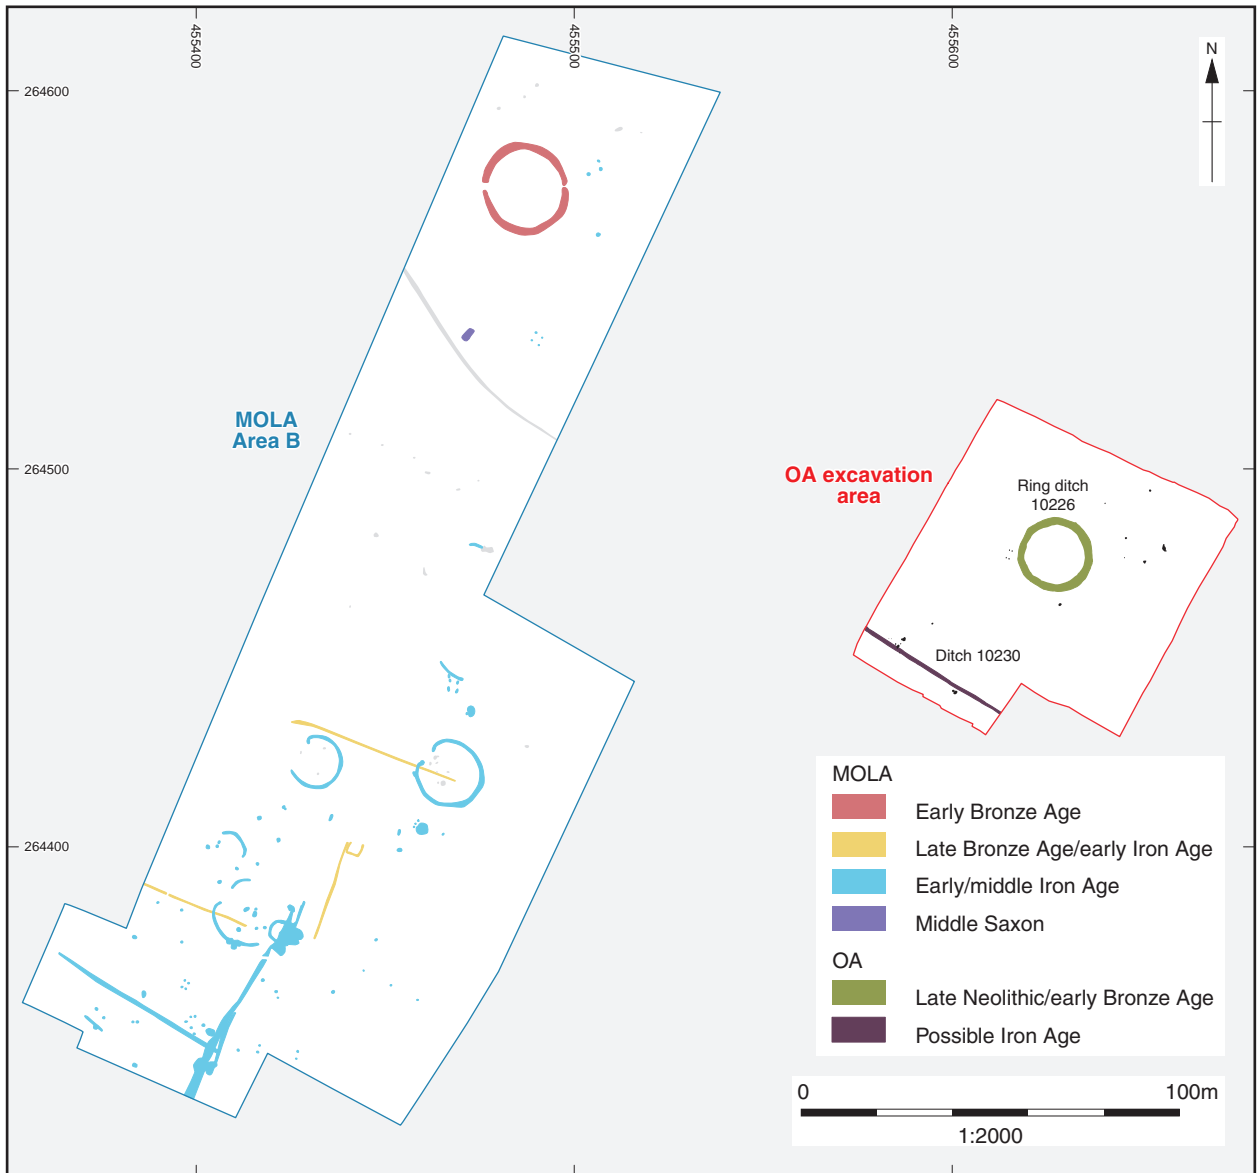 455400
455500
455600
N
264600
MOLA
Area B
264500
OA excavation
area
Ring ditch
10226
Ditch 10230
264400
MOLA
Early Bronze Age
Late Bronze Age/early Iron Age
Early/middle Iron Age
Middle Saxon
OA
Late Neolithic/early Bronze Age
Possible Iron Age
0
100m
1:2000